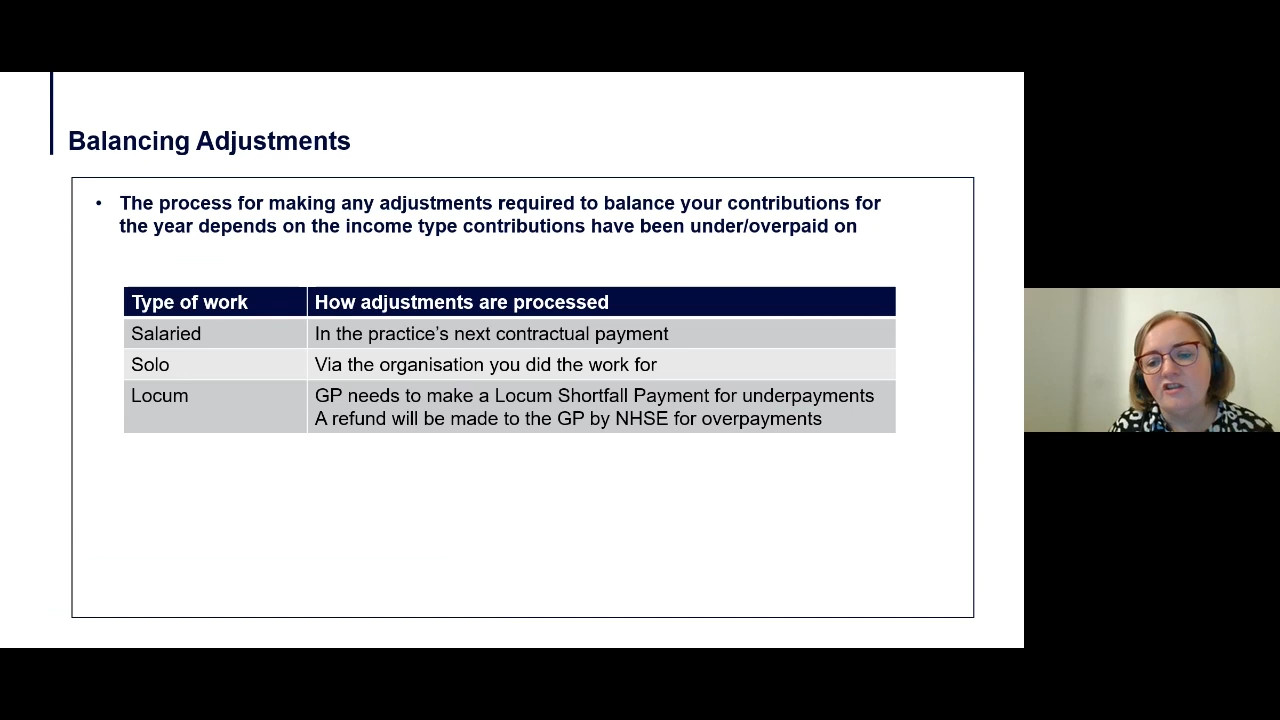 Balancing Adjustments
• The process for making any adjustments required to balance your contributions for
the year depends on the income type contributions have been under/overpaid on
Type of work How adjustments are processed
Salaried In the practice’s next contractual payment
Solo Via the organisation you did the work for
Locum GP needs to make a Locum Shortfall Payment for underpayments
A refund will be made to the GP by NHSE for overpayments